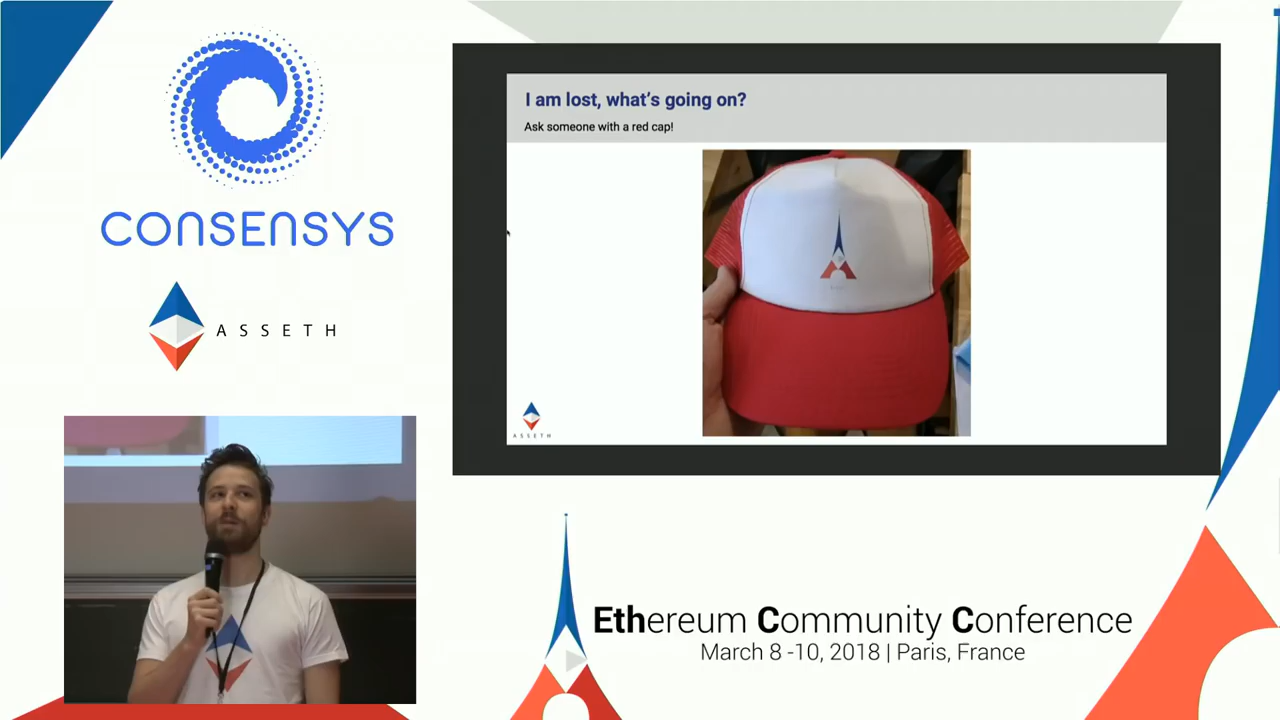 CONSENSYS
ASSETH
I am lost, what's going on?
Ask someone with a red cap!
ASSETH
Ethereum Community Conference
March 8 -10, 2018 | Paris, France